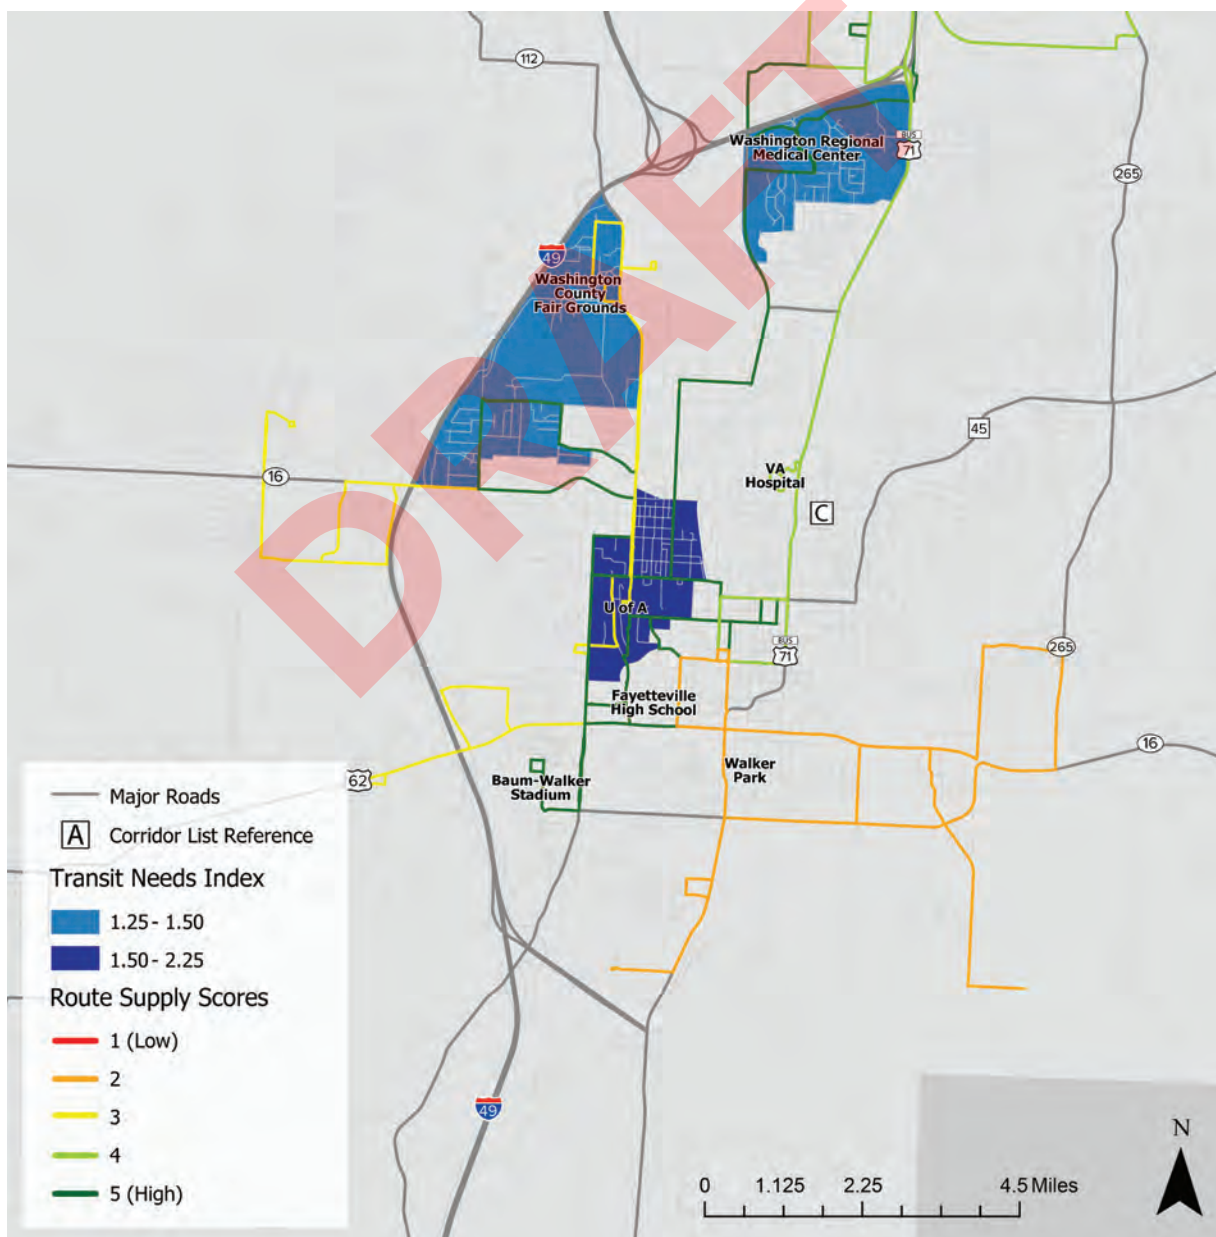 112
Washington Regional
Medical Center
BUS
71
265
49
Washington
County
Fair Grounds
DRAFT
45
16
VA
Hospital
C
U of A
BUS
71
265
Fayetteville
High School
16
Walker
Park
Baum-Walker
Stadium
62
Major Roads
A Corridor List Reference
Transit Needs Index
1.25 - 1.50
1.50 - 2.25
Route Supply Scores
1 (Low)
2
3
4
5 (High)
49
N
0 1.125 2.25 4.5 Miles